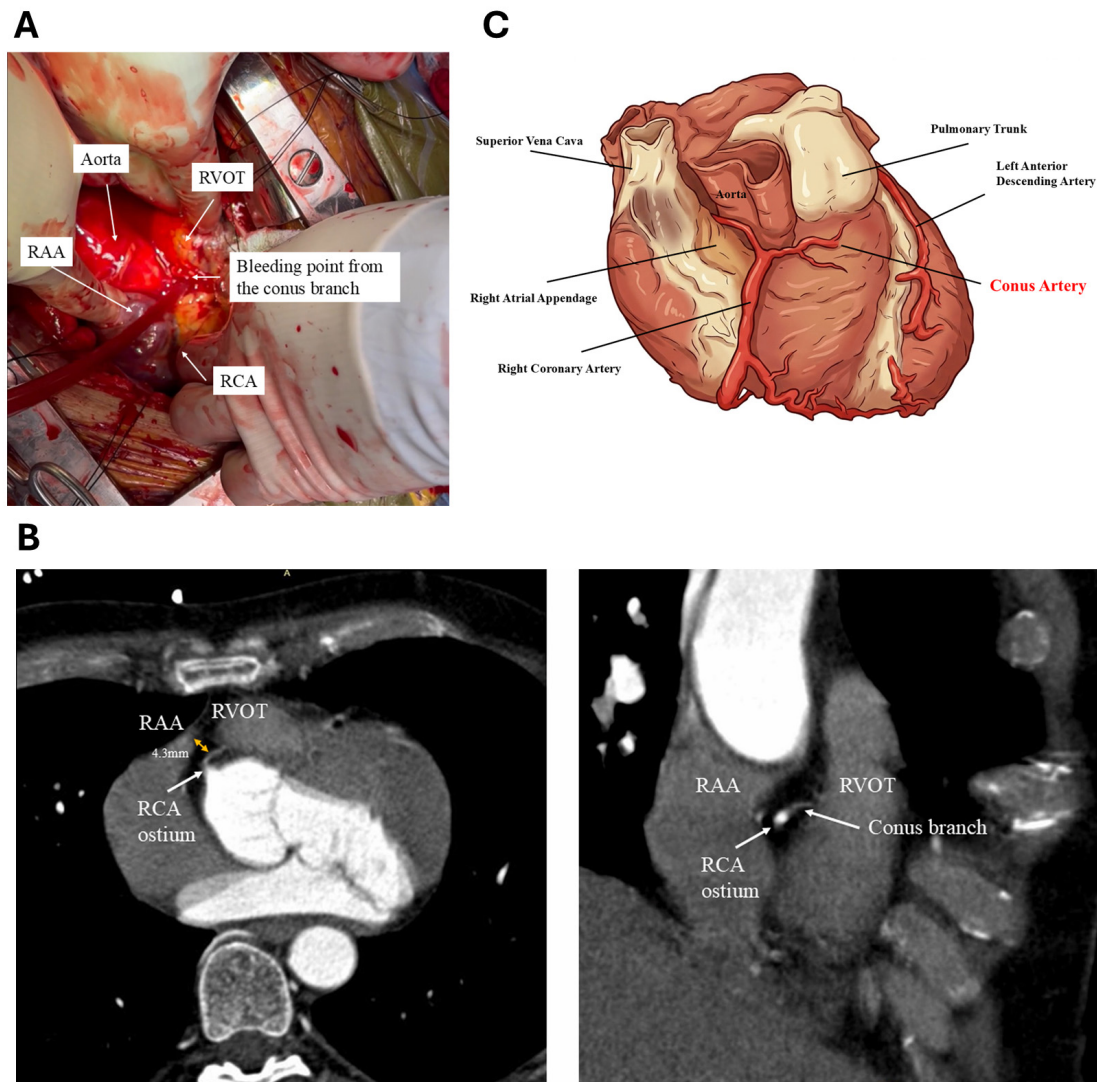 A
Aorta
RVOT
RAA
Bleeding point from
the conus branch
RCA
C
Superior Vena Cava
Pulmonary Trunk
Left Anterior
Descending Artery
Aorta
Right Atrial Appendage
Conus Artery
Right Coronary Artery
B
A
RAA
RVOT
4.3mm
RCA
ostium
RAA
RVOT
Conus branch
RCA
ostium